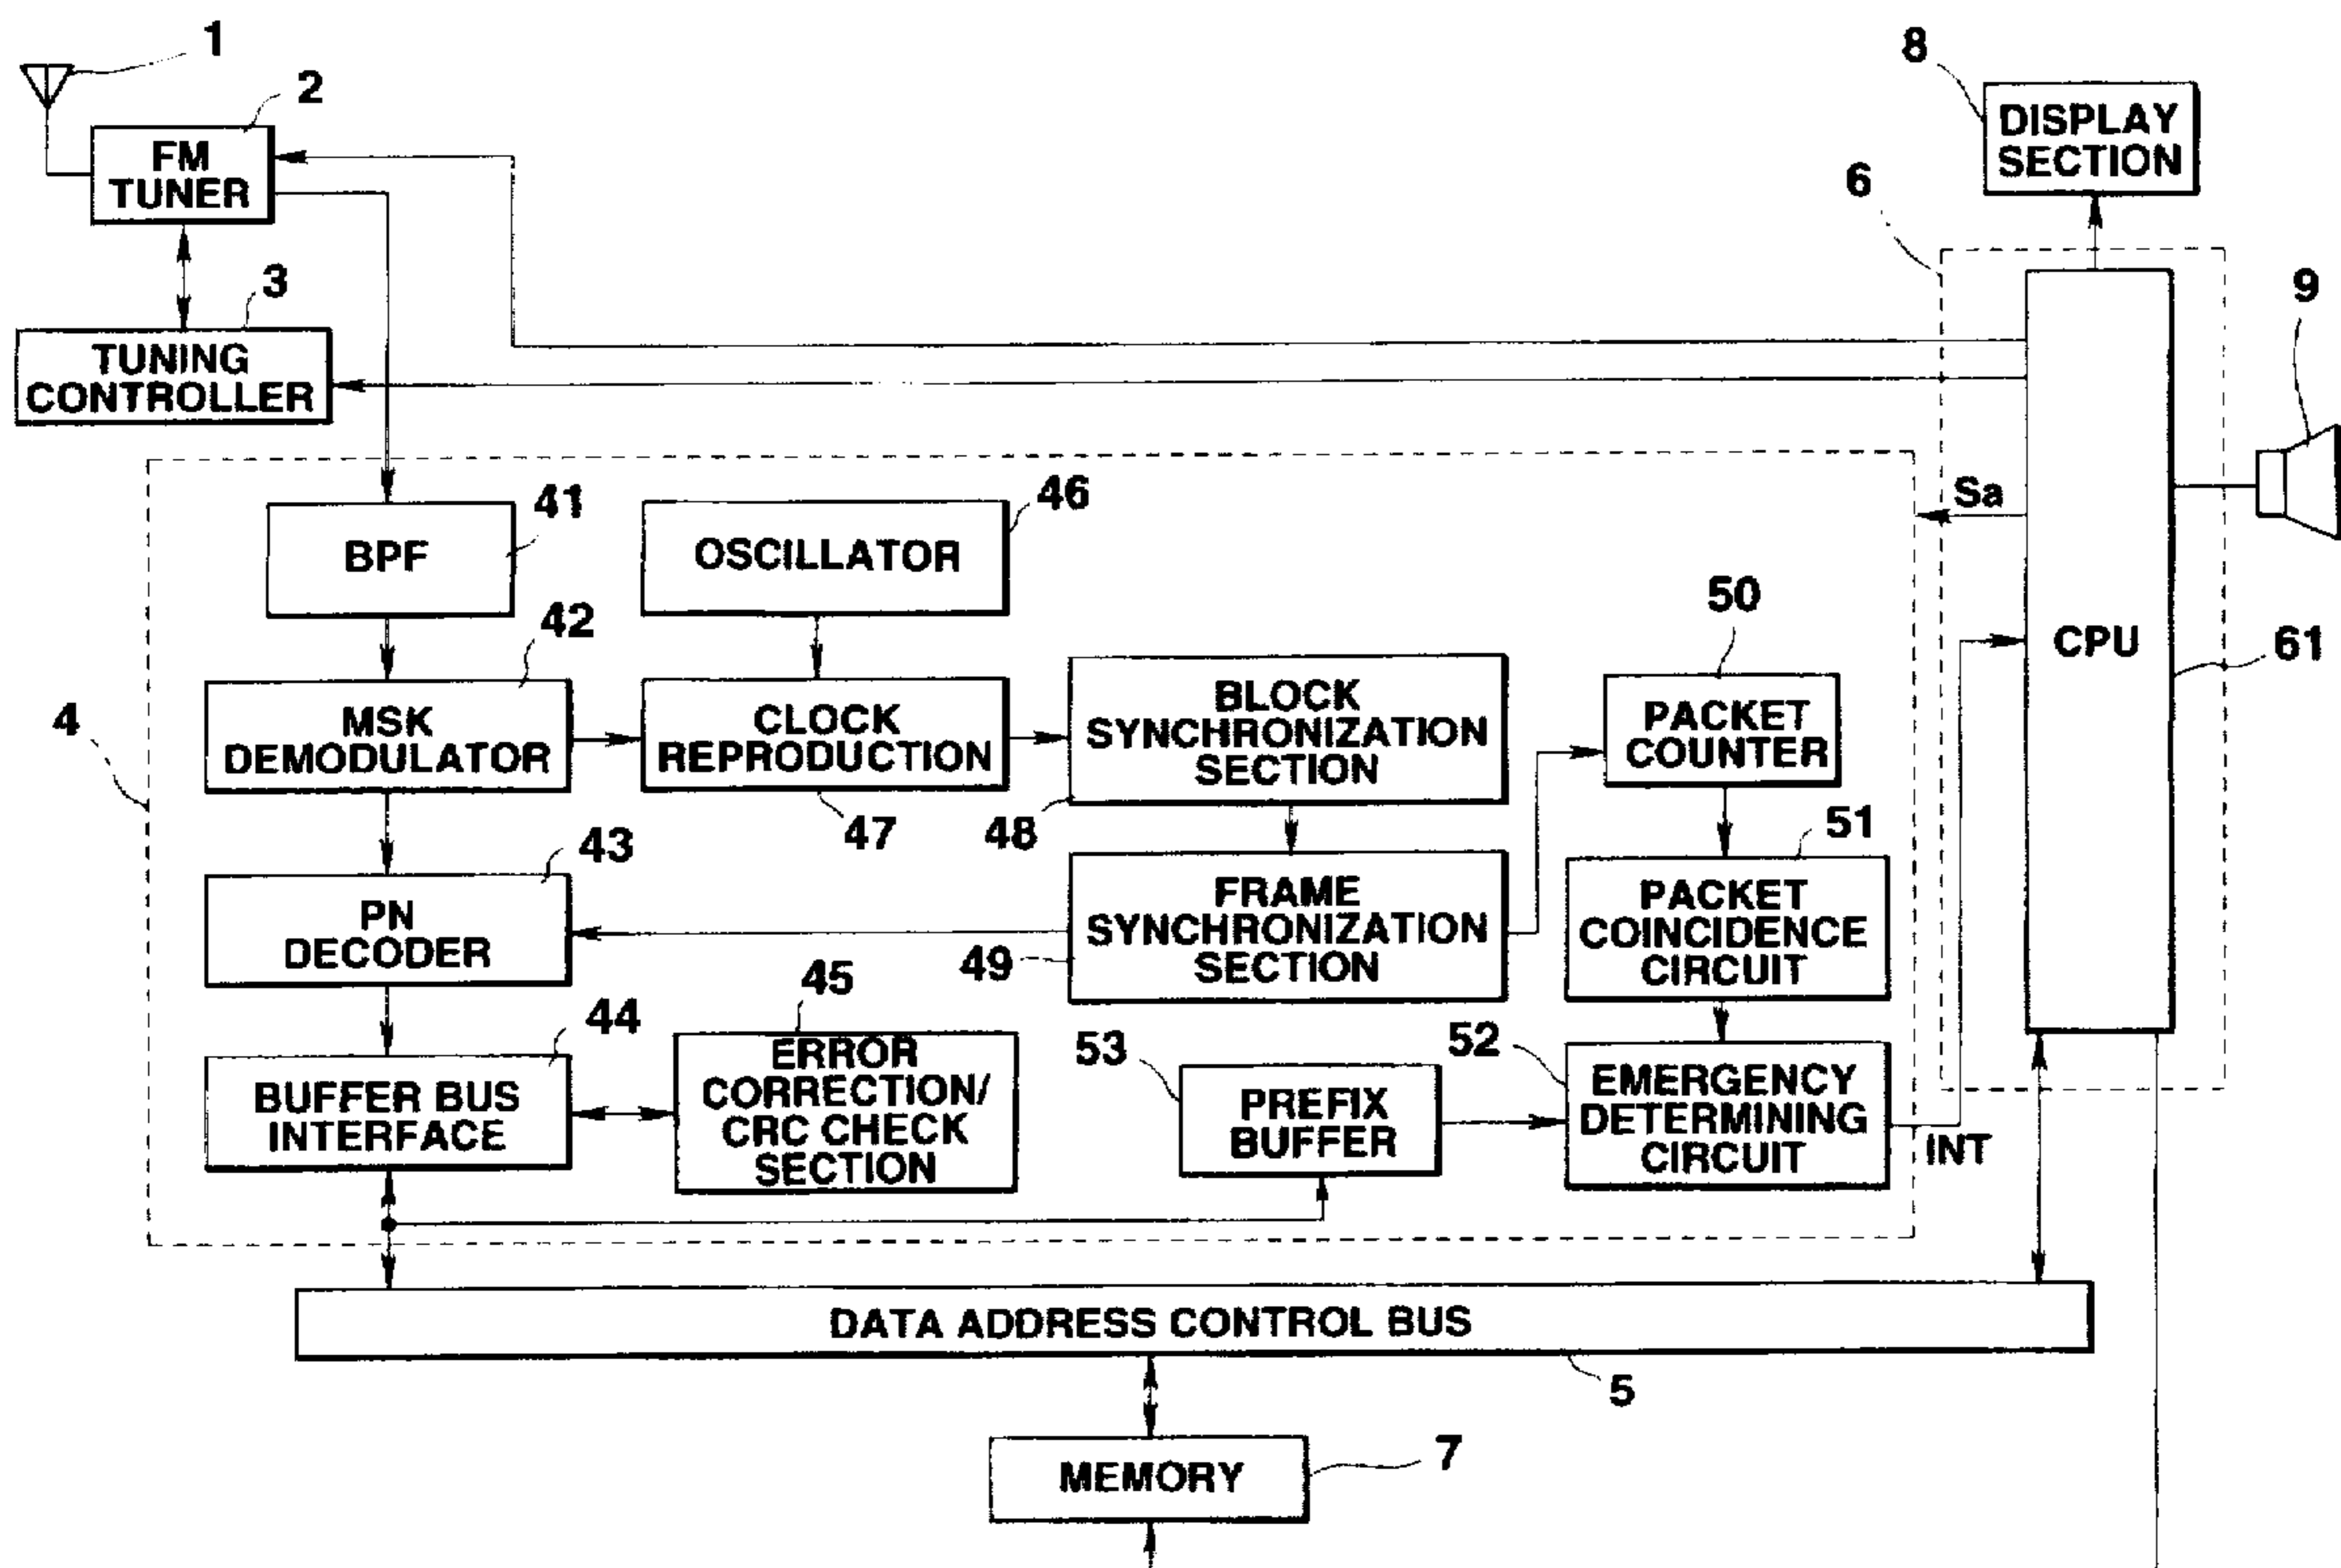 1
2
FM
TUNER
3
TUNING
CONTROLLER
8
DISPLAY
SECTION
6
9
Sa
41
BPF
46
OSCILLATOR
42
MSK
DEMODULATOR
CLOCK
REPRODUCTION
47
BLOCK
SYNCHRONIZATION
SECTION
48
50
PACKET
COUNTER
CPU
61
4
43
PN
DECODER
FRAME
SYNCHRONIZATION
SECTION
49
51
PACKET
COINCIDENCE
CIRCUIT
44
BUFFER BUS
INTERFACE
45
ERROR
CORRECTION/
CRC CHECK
SECTION
53
PREFIX
BUFFER
52
EMERGENCY
DETERMINING
CIRCUIT
INT
DATA ADDRESS CONTROL BUS
5
MEMORY
7